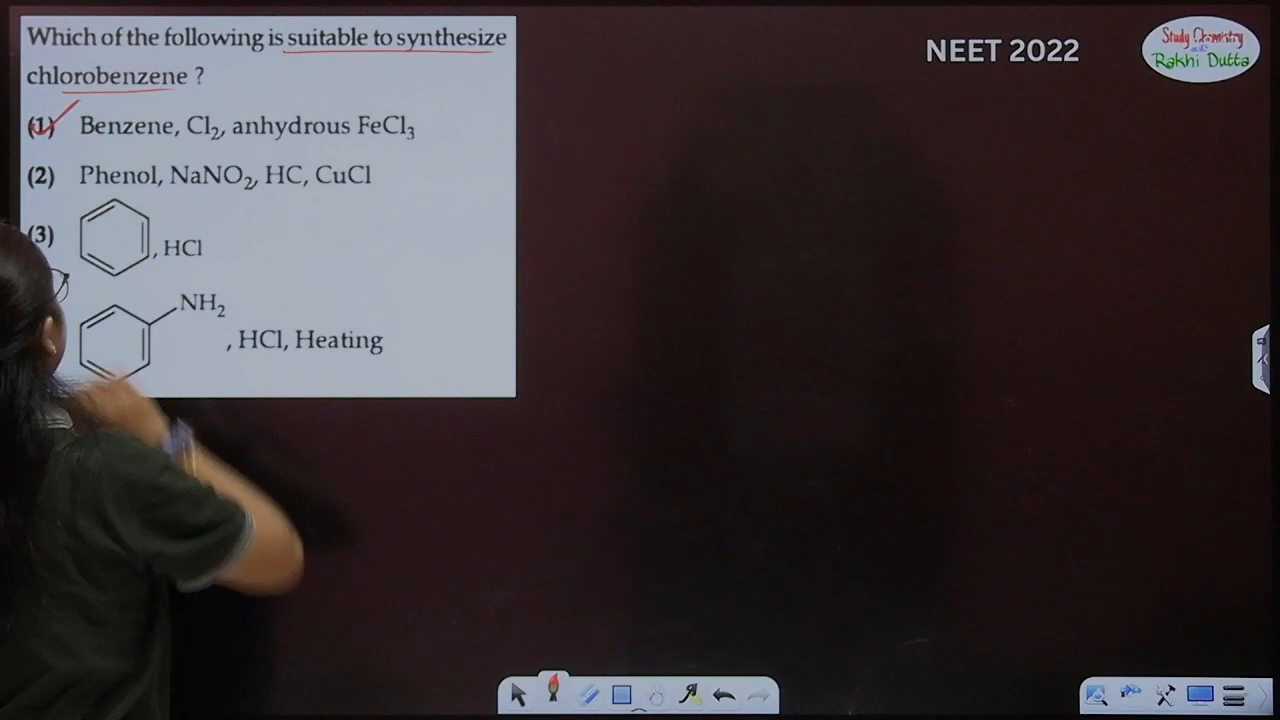 Which of the following is suitable to synthesize
chlorobenzene ?
(1) Benzene, Cl₂, anhydrous FeCl₃
(2) Phenol, NaNO₂, HC, CuCl
(3) , HCl
NH₂
, HCl, Heating
NEET 2022
Study Chemistry
with
Rakhi Dutta